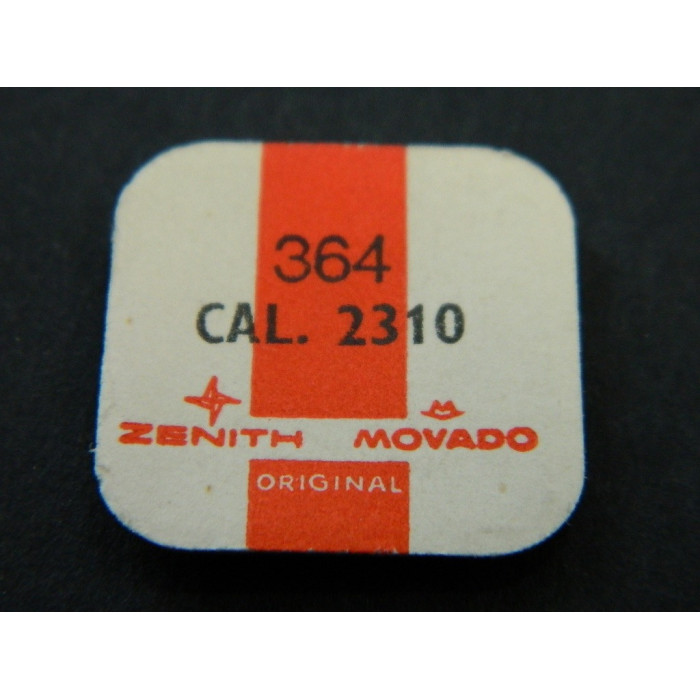 364
CAL. 2310
ZENITH MOVADO
ORIGINAL